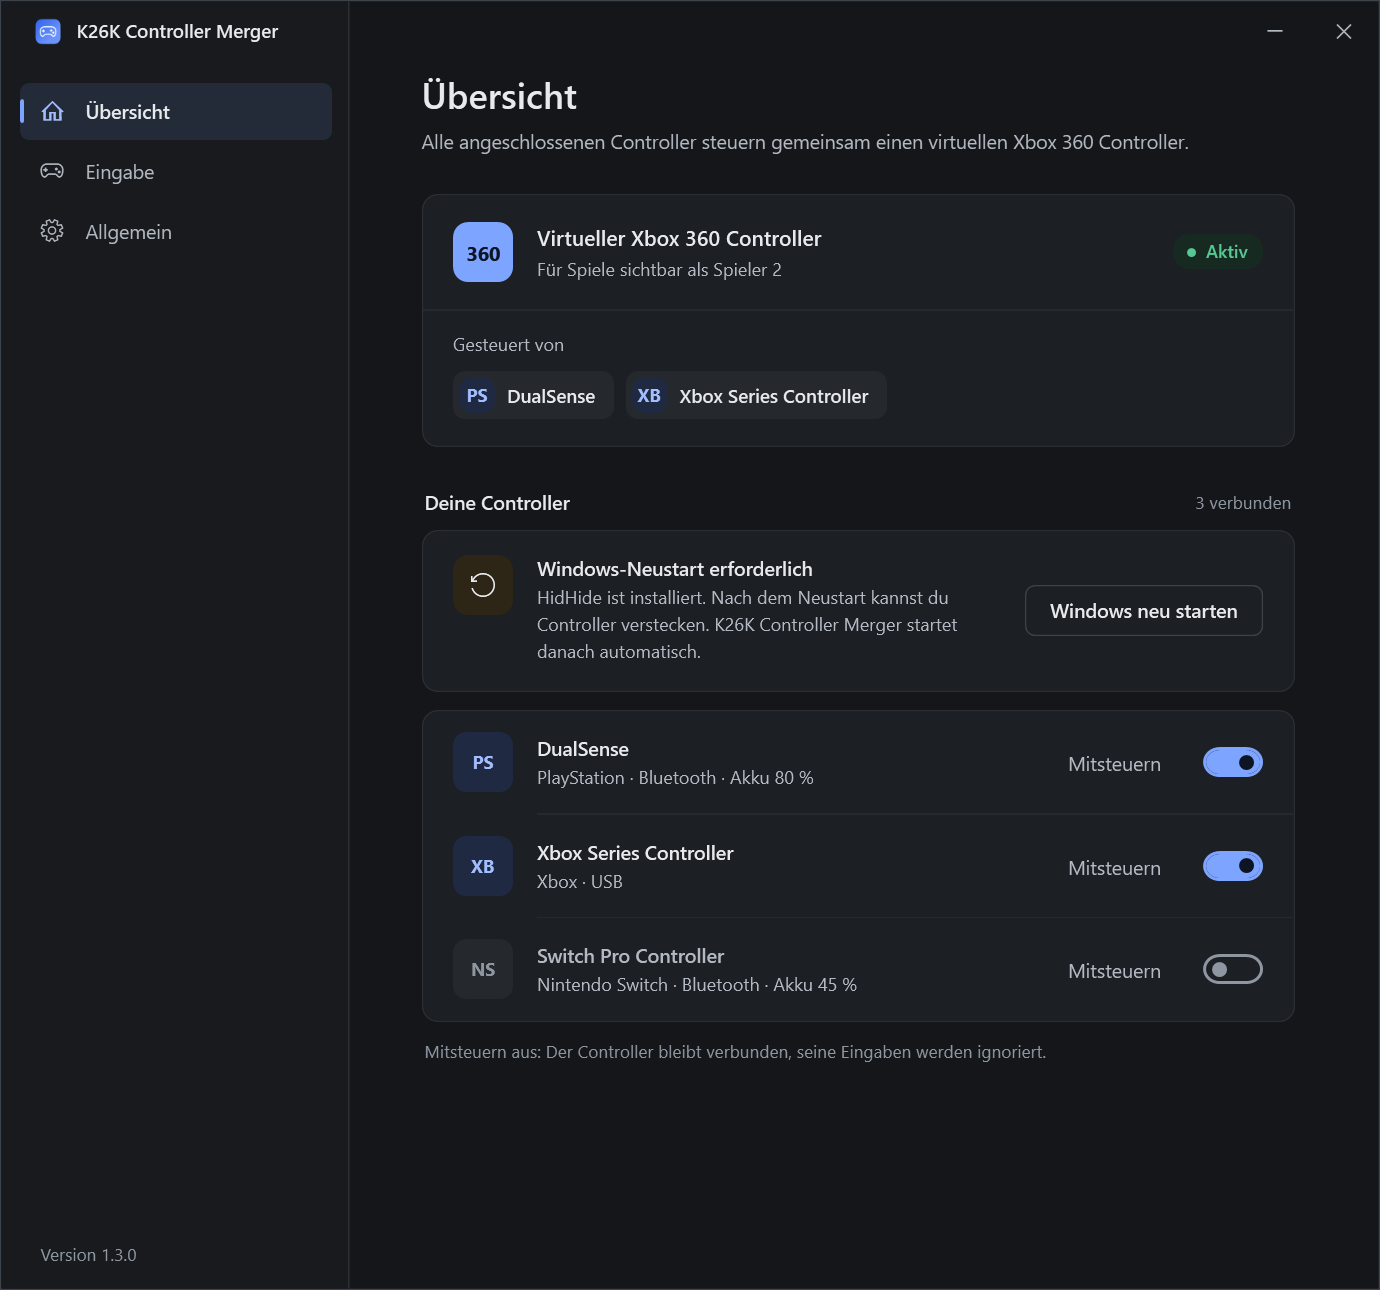 K26K Controller Merger
Übersicht
Eingabe
Allgemein
Version 1.3.0
Übersicht
Alle angeschlossenen Controller steuern gemeinsam einen virtuellen Xbox 360 Controller.
360
Virtueller Xbox 360 Controller
Für Spiele sichtbar als Spieler 2
Aktiv
Gesteuert von
PS DualSense
XB Xbox Series Controller
Deine Controller
3 verbunden
Windows-Neustart erforderlich
HidHide ist installiert. Nach dem Neustart kannst du
Controller verstecken. K26K Controller Merger startet
danach automatisch.
Windows neu starten
PS
DualSense
PlayStation · Bluetooth · Akku 80 %
Mitsteuern
XB
Xbox Series Controller
Xbox · USB
Mitsteuern
NS
Switch Pro Controller
Nintendo Switch · Bluetooth · Akku 45 %
Mitsteuern
Mitsteuern aus: Der Controller bleibt verbunden, seine Eingaben werden ignoriert.